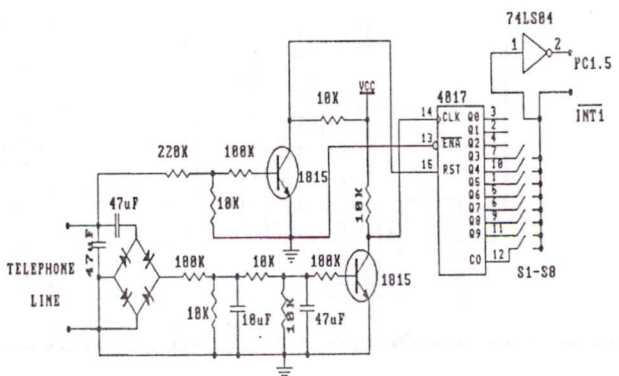 74LS04
1
2
PC1.5
INT1
VCC
10K
4017
14
CLK
Q0
3
Q1
2
13
ENA
Q2
4
Q3
7
15
RST
Q4
10
Q5
1
Q6
5
Q7
6
Q8
9
Q9
11
CO
12
S1-S8
220K
100K
1815
10K
10K
47uF
47uF
TELEPHONE
LINE
100K
10K
100K
1815
10K
10uF
10K
47uF